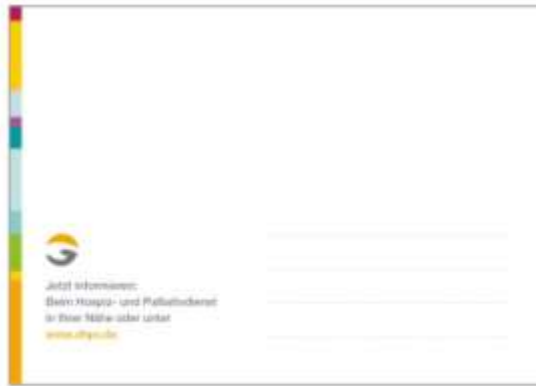 Jetzt informieren:
Beim Hospiz- und Palliativdienst
in Ihrer Nähe oder unter
www.dhpv.de